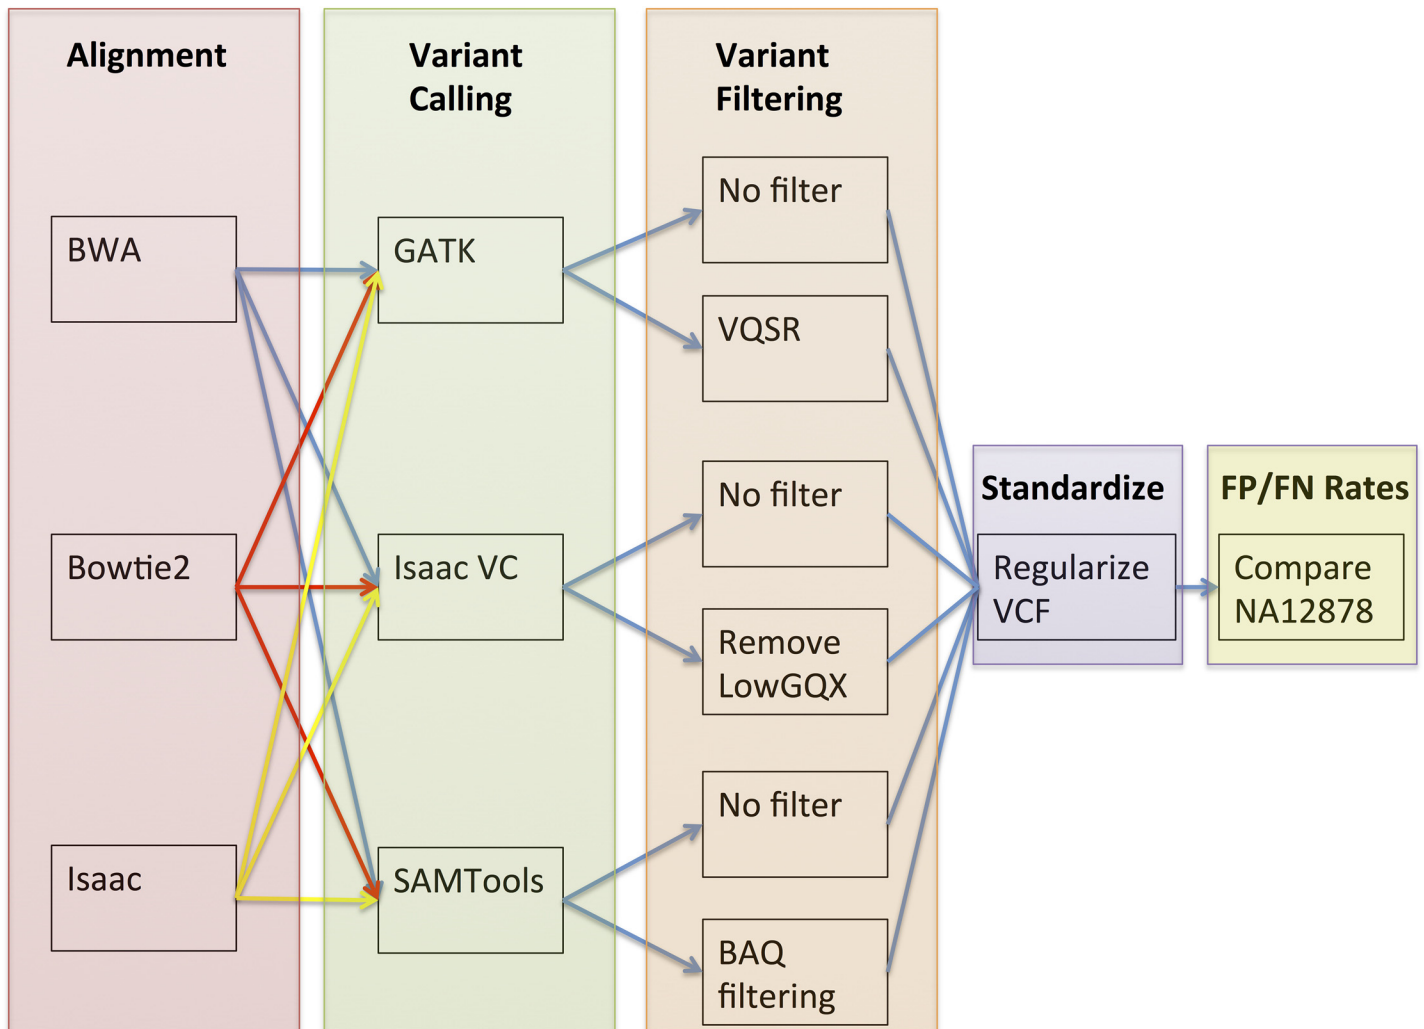 Alignment
BWA
Bowtie2
Isaac
Variant
Calling
GATK
Isaac VC
SAMTools
Variant
Filtering
No filter
VQSR
No filter
Remove
LowGQX
No filter
BAQ
filtering
Standardize
Regularize
VCF
FP/FN Rates
Compare
NA12878